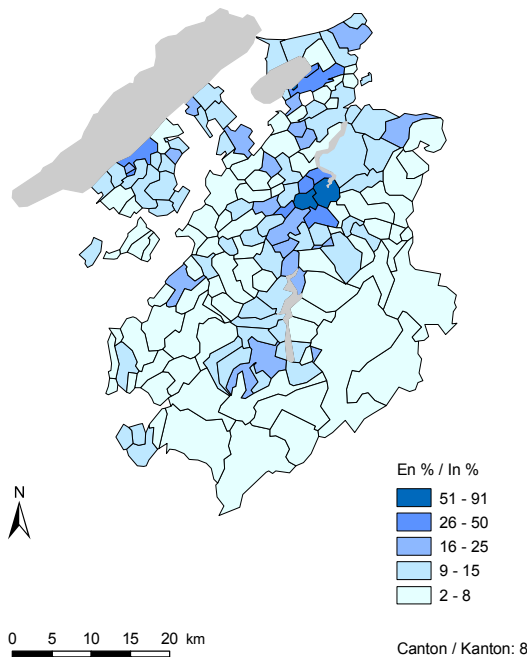 En % / In %
51 - 91
26 - 50
16 - 25
9 - 15
2 - 8
N
0 5 10 15 20 km
Canton / Kanton: 8